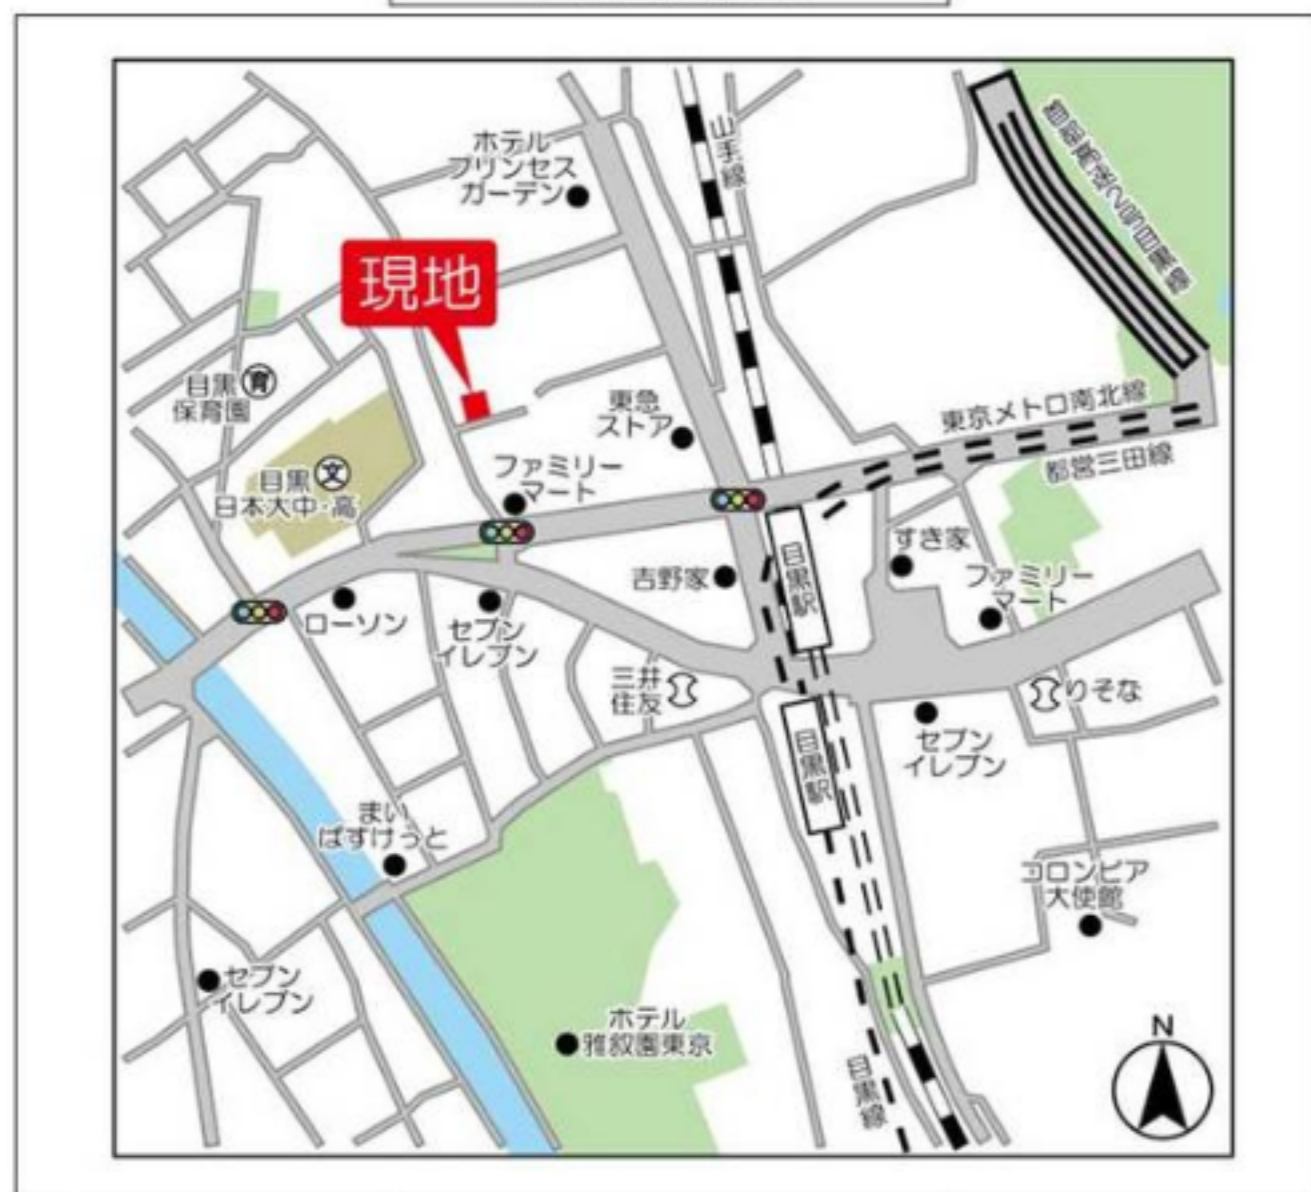 山手線
首都高速2号目黒線
ホテル
プリンセス
ガーデン
現地
目黒
保育園
育
東急
ストア
東京メトロ南北線
都営三田線
目黒
日本大中・高
文
ファミリー
マート
目黒駅
すき家
吉野家
ファミリー
マート
ローソン
セブン
イレブン
三井
住友
りそな
目黒駅
セブン
イレブン
まい
ばすけっと
コロンビア
大使館
セブン
イレブン
ホテル
雅叙園東京
目黒線
N